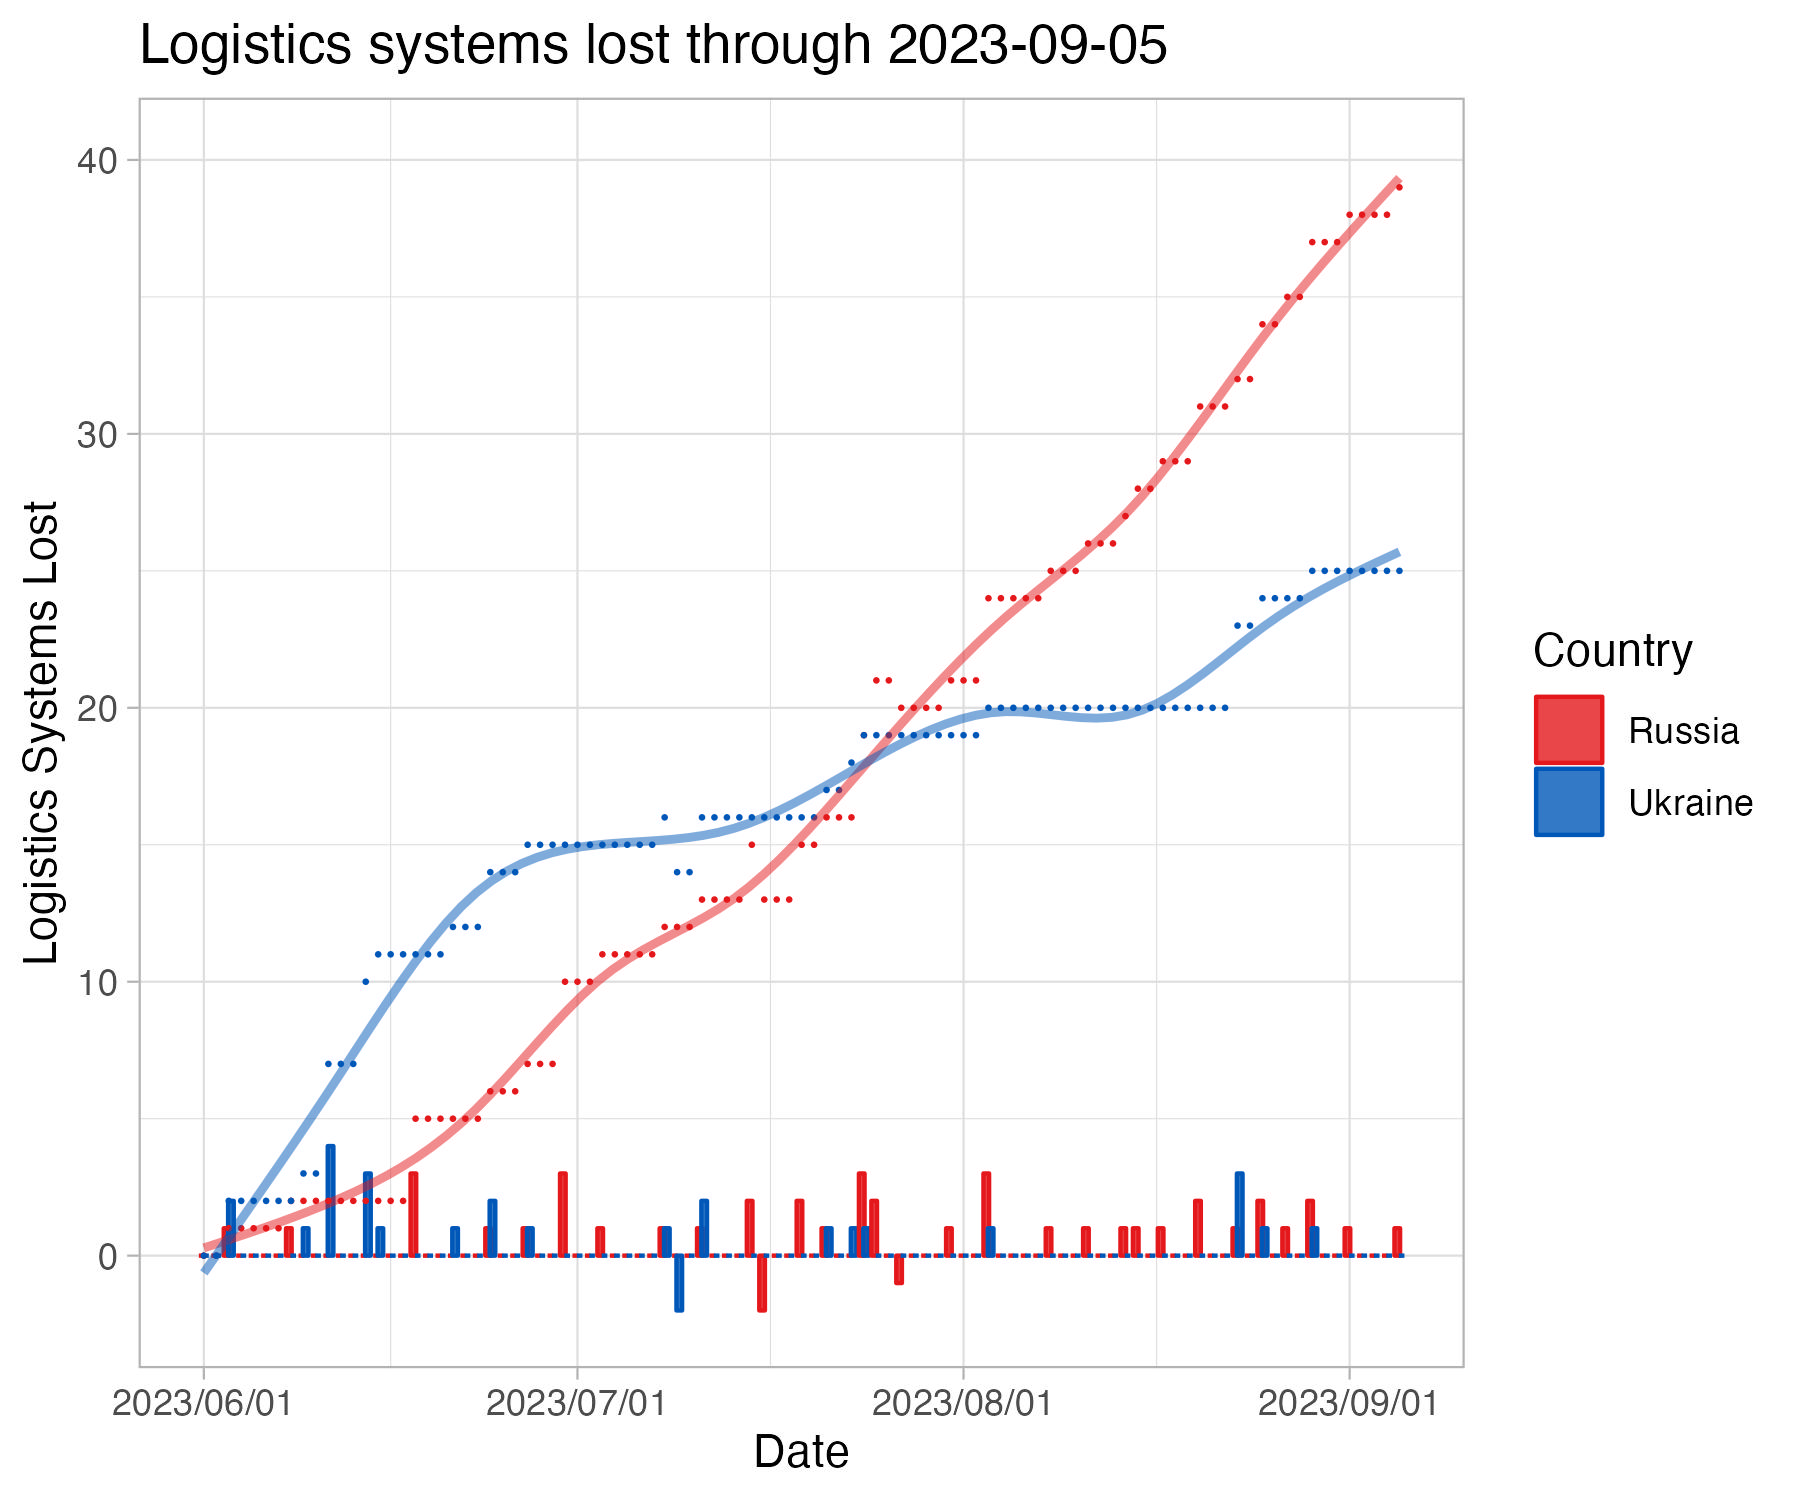 Logistics systems lost through 2023-09-05
Logistics Systems Lost
40
30
20
10
0
2023/06/01
2023/07/01
2023/08/01
2023/09/01
Date
Country
Russia
Ukraine